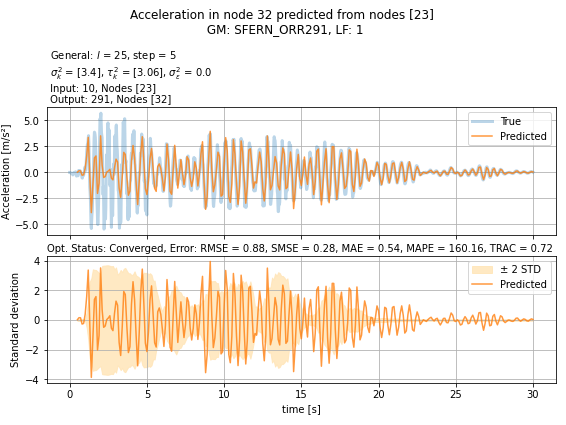 Acceleration in node 32 predicted from nodes [23]
GM: SFERN_ORR291, LF: 1
General: l = 25, step = 5
σ²ₖ = [3.4], τ²ₖ = [3.06], σ²ε = 0.0
Input: 10, Nodes [23]
Output: 291, Nodes [32]
True
Predicted
Acceleration [m/s²]
5.0
2.5
0.0
−2.5
−5.0
Opt. Status: Converged, Error: RMSE = 0.88, SMSE = 0.28, MAE = 0.54, MAPE = 160.16, TRAC = 0.72
± 2 STD
Predicted
Standard deviation
4
2
0
−2
−4
0 5 10 15 20 25 30
time [s]